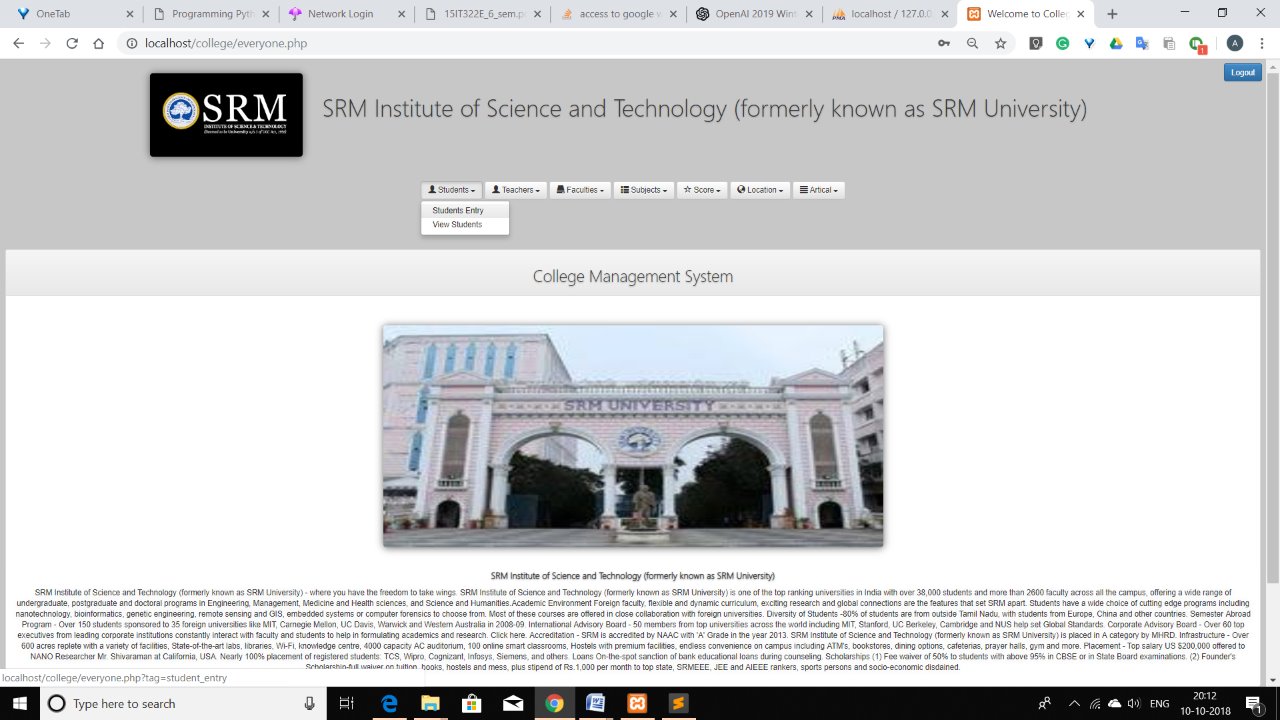 OneTab
Programming Pyth
Network Login
15IT322E_6_sem.p
access to google w
OpenAI 2019 Wint
localhost / 127.0.0.
Welcome to Colleg
localhost/college/everyone.php
A
1
Logout
SRM
INSTITUTE OF SCIENCE & TECHNOLOGY
(Deemed to be University u/s 3 of UGC Act, 1956)
SRM Institute of Science and Technology (formerly known as SRM University)
Students Teachers Faculties Subjects Score Location Artical
Students Entry
View Students
College Management System
SRM UNIVERSITY
SRM Institute of Science and Technology (formerly known as SRM University)
SRM Institute of Science and Technology (formerly known as SRM University) - where you have the freedom to take wings. SRM Institute of Science and Technology (formerly known as SRM University) is one of the top ranking universities in India with over 38,000 students and more than 2600 faculty across all the campus, offering a wide range of
undergraduate, postgraduate and doctoral programs in Engineering, Management, Medicine and Health sciences, and Science and Humanities.Academic Environment Foreign faculty, flexible and dynamic curriculum, exciting research and global connections are the features that set SRM apart. Students have a wide choice of cutting edge programs including
nanotechnology, bioinformatics, genetic engineering, remote sensing and GIS, embedded systems or computer forensics to choose from. Most of these courses are offered in close collaboration with foreign universities. Diversity of Students -80% of students are from outside Tamil Nadu, with students from Europe, China and other countries. Semester Abroad
Program - Over 150 students sponsored to 35 foreign universities like MIT, Carnegie Mellon, UC Davis, Warwick and Western Australia in 2008-09. International Advisory Board - 50 members from top universities across the world including MIT, Stanford, UC Berkeley, Cambridge and NUS help set Global Standards. Corporate Advisory Board - Over 60 top
executives from leading corporate institutions constantly interact with faculty and students to help in formulating academics and research. Click here. Accreditation - SRM is accredited by NAAC with 'A' Grade in the year 2013. SRM Institute of Science and Technology (formerly known as SRM University) is placed in A category by MHRD. Infrastructure - Over
600 acres replete with a variety of facilities, State-of-the-art labs, libraries, Wi-Fi, knowledge centre, 4000 capacity AC auditorium, 100 online smart classrooms, Hostels with premium facilities, endless convenience on campus including ATM's, bookstores, dining options, cafeterias, prayer halls, gym and more. Placement - Top salary US $200,000 offered to
NANO Researcher Mr. Shivaraman at California, USA. Nearly 100% placement of registered students. TCS, Wipro, Cognizant, Infosys, Siemens, and others. Loans On-the-spot sanction of bank educational loans during counseling. Scholarships (1) Fee waiver of 50% to students with above 95% in CBSE or in State Board examinations. (2) Founder's
Scholarship-full waiver on tuition, books, hostels and mess, plus stipend of Rs.1,000 per month to top state, SRMEEE, JEE and AIEEE rankers, sports persons and socio-economic disdained.
localhost/college/everyone.php?tag=student_entry
Type here to search
ENG
20:12
10-10-2018
1